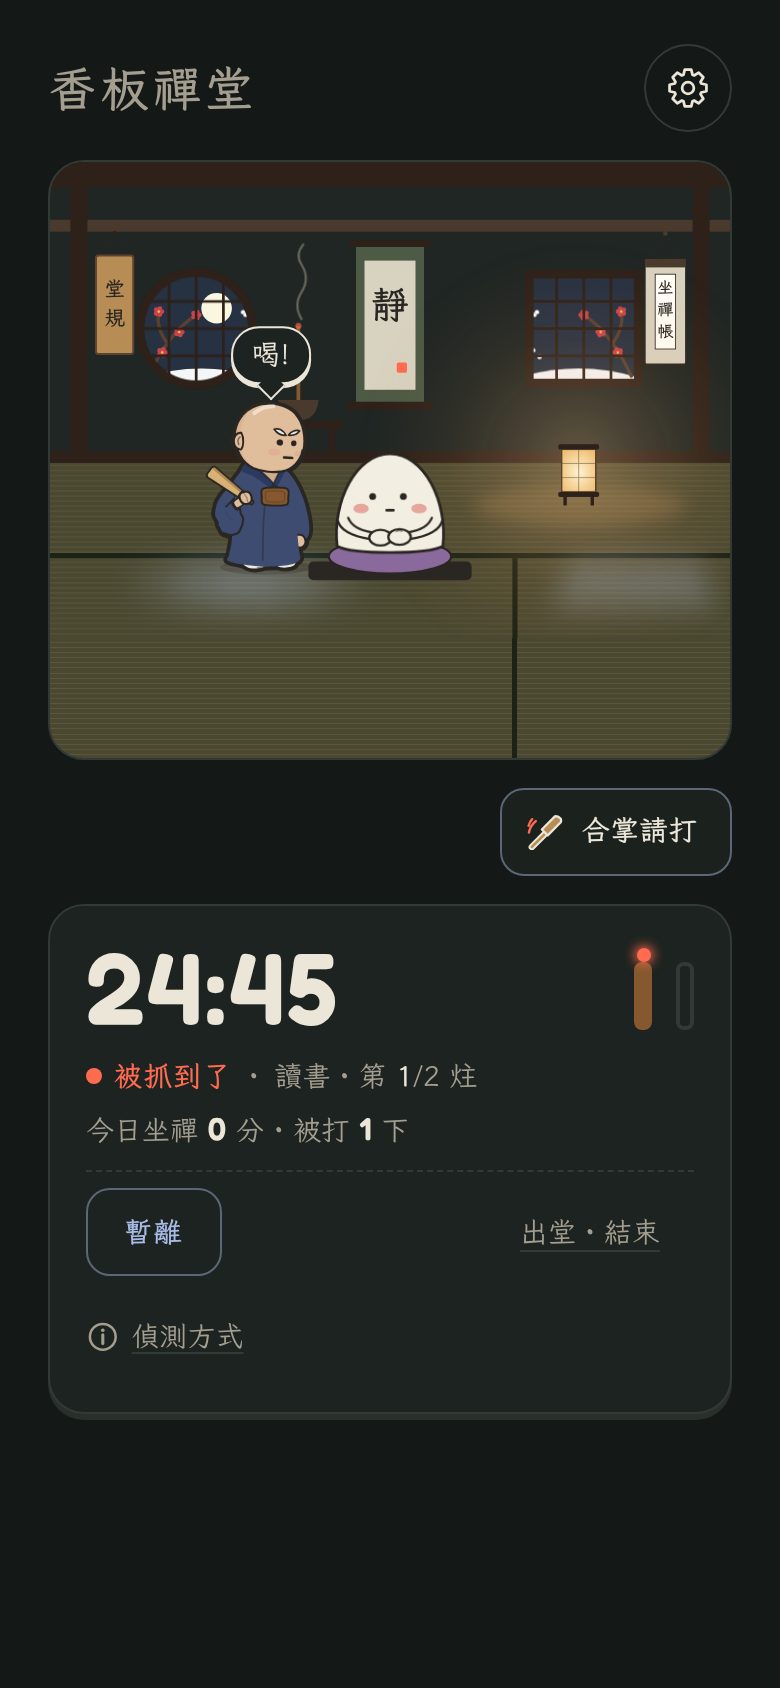 香板禪堂
堂規
靜
坐禪帳
喝!
合掌請打
24:45
被抓到了 · 讀書 · 第 1/2 炷
今日坐禪 0 分 · 被打 1 下
暫離
出堂 · 結束
偵測方式